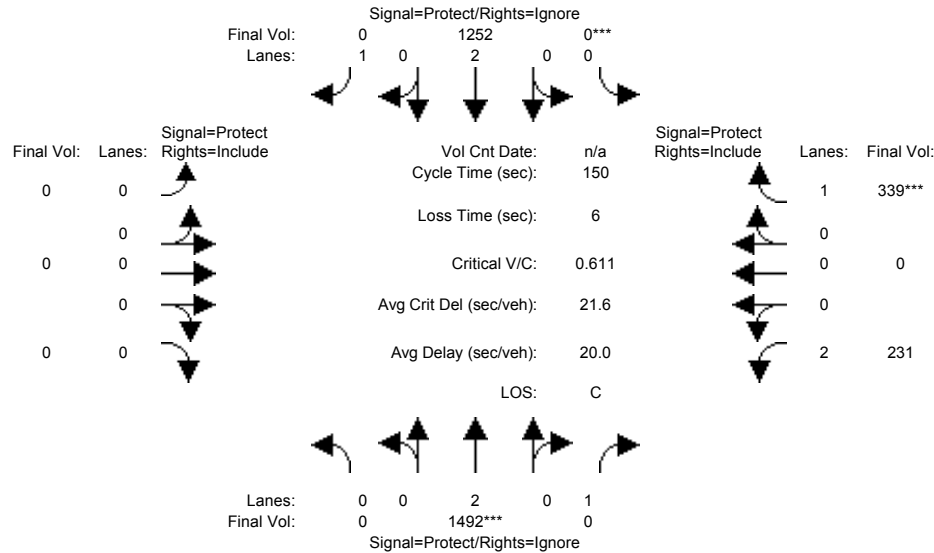 Signal=Protect/Rights=Ignore
Final Vol: 0 1252 0***
Lanes: 1 0 2 0 0
Signal=Protect Signal=Protect
Final Vol: Lanes: Rights=Include Vol Cnt Date: n/a Rights=Include Lanes: Final Vol:
Cycle Time (sec): 150
0 0 1 339***
Loss Time (sec): 6
0 0
0 0 Critical V/C: 0.611 0 0
0 Avg Crit Del (sec/veh): 21.6 0
0 0 Avg Delay (sec/veh): 20.0 2 231
LOS: C
Lanes: 0 0 2 0 1
Final Vol: 0 1492*** 0
Signal=Protect/Rights=Ignore